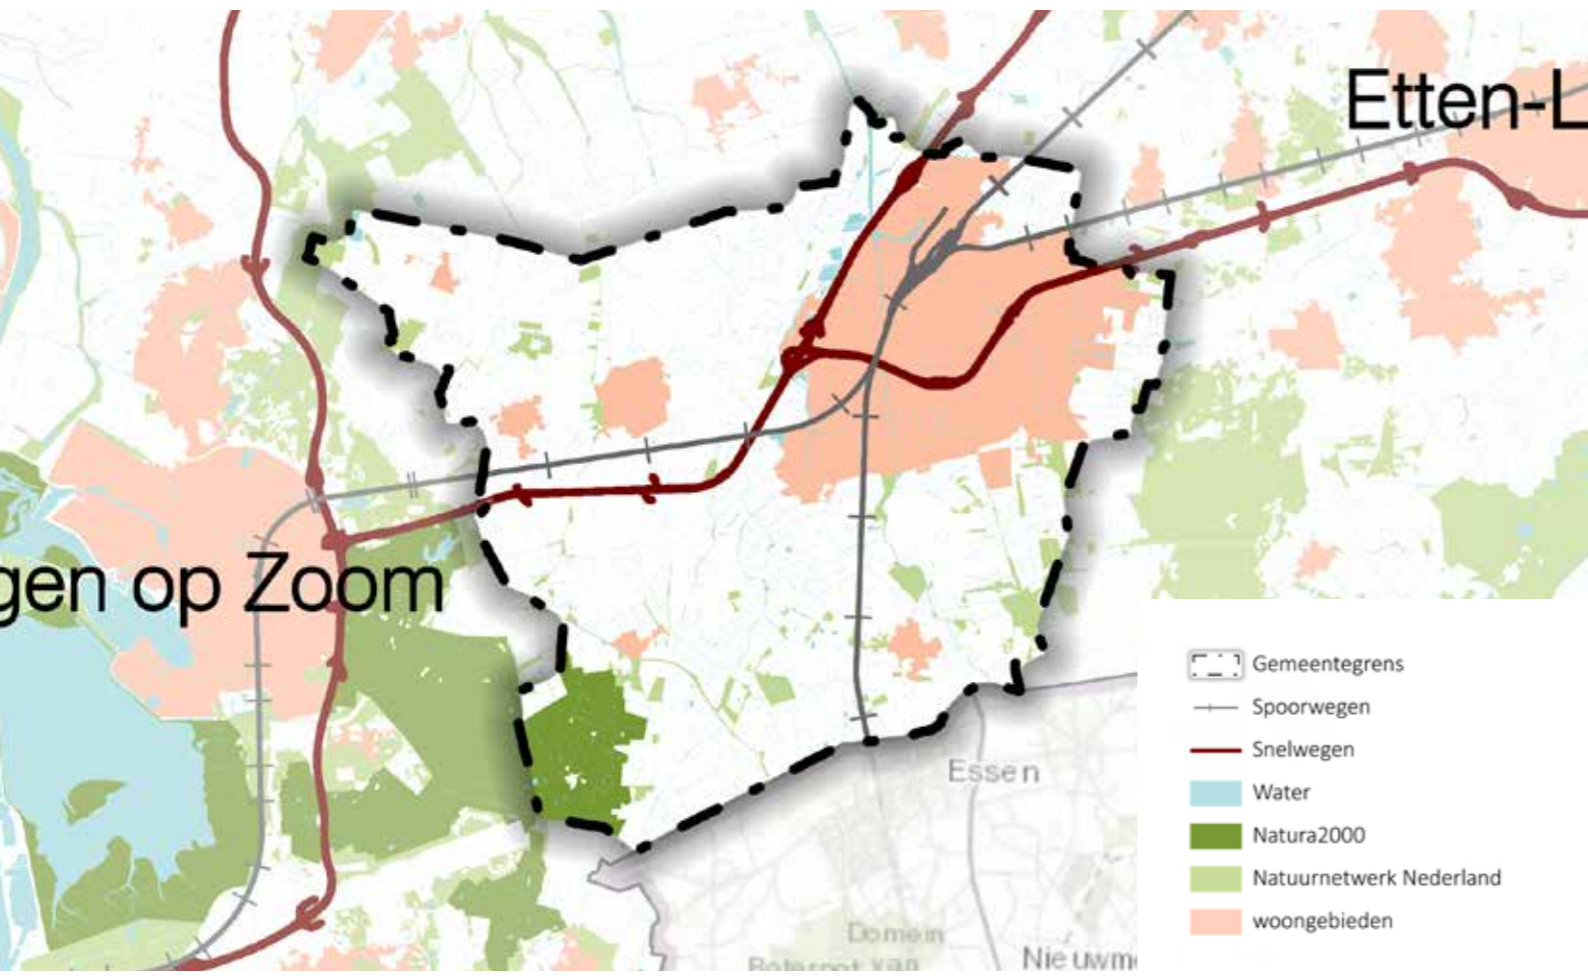 Etten-L
gen op Zoom
Gemeentegrens
Spoorwegen
Snelwegen
Water
Natura2000
Natuurnetwerk Nederland
woongebieden
Essen
Domein
Nieuwm